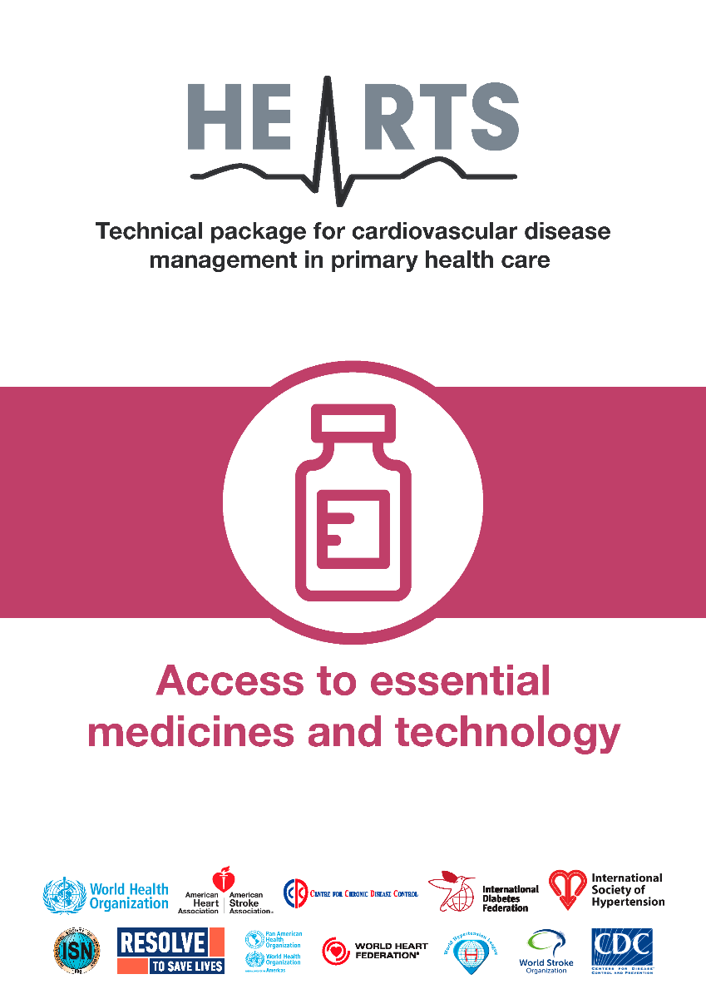 HEARTS
Technical package for cardiovascular disease
management in primary health care
Access to essential
medicines and technology
World Health
Organization
American
Heart
Association
American
Stroke
Association®
CENTRE FOR CHRONIC DISEASE CONTROL
International
Diabetes
Federation
International
Society of
Hypertension
ISN
RESOLVE
TO SAVE LIVES
Pan American
Health
Organization
World Health
Organization
Americas
WORLD HEART
FEDERATION®
World Hypertension League
World Stroke
Organization
CDC
CENTERS FOR DISEASE
CONTROL AND PREVENTION